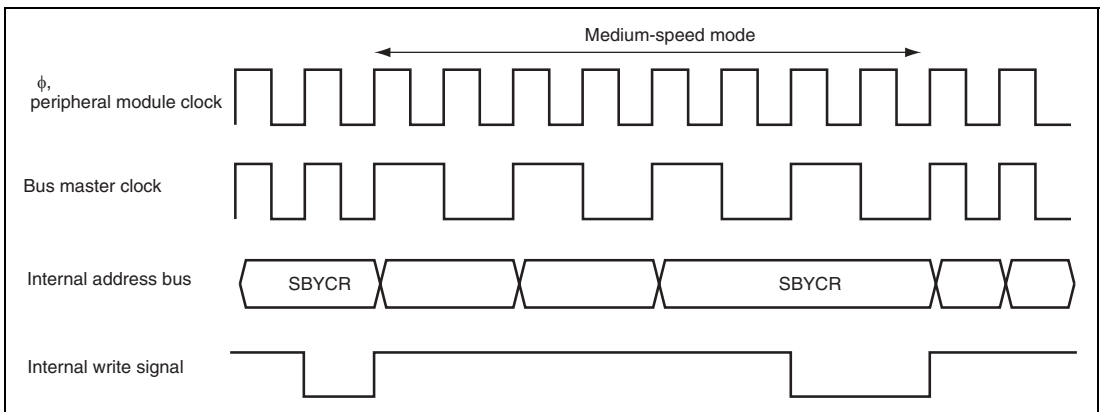 Medium-speed mode
ϕ,
peripheral module clock
Bus master clock
Internal address bus
SBYCR
SBYCR
Internal write signal